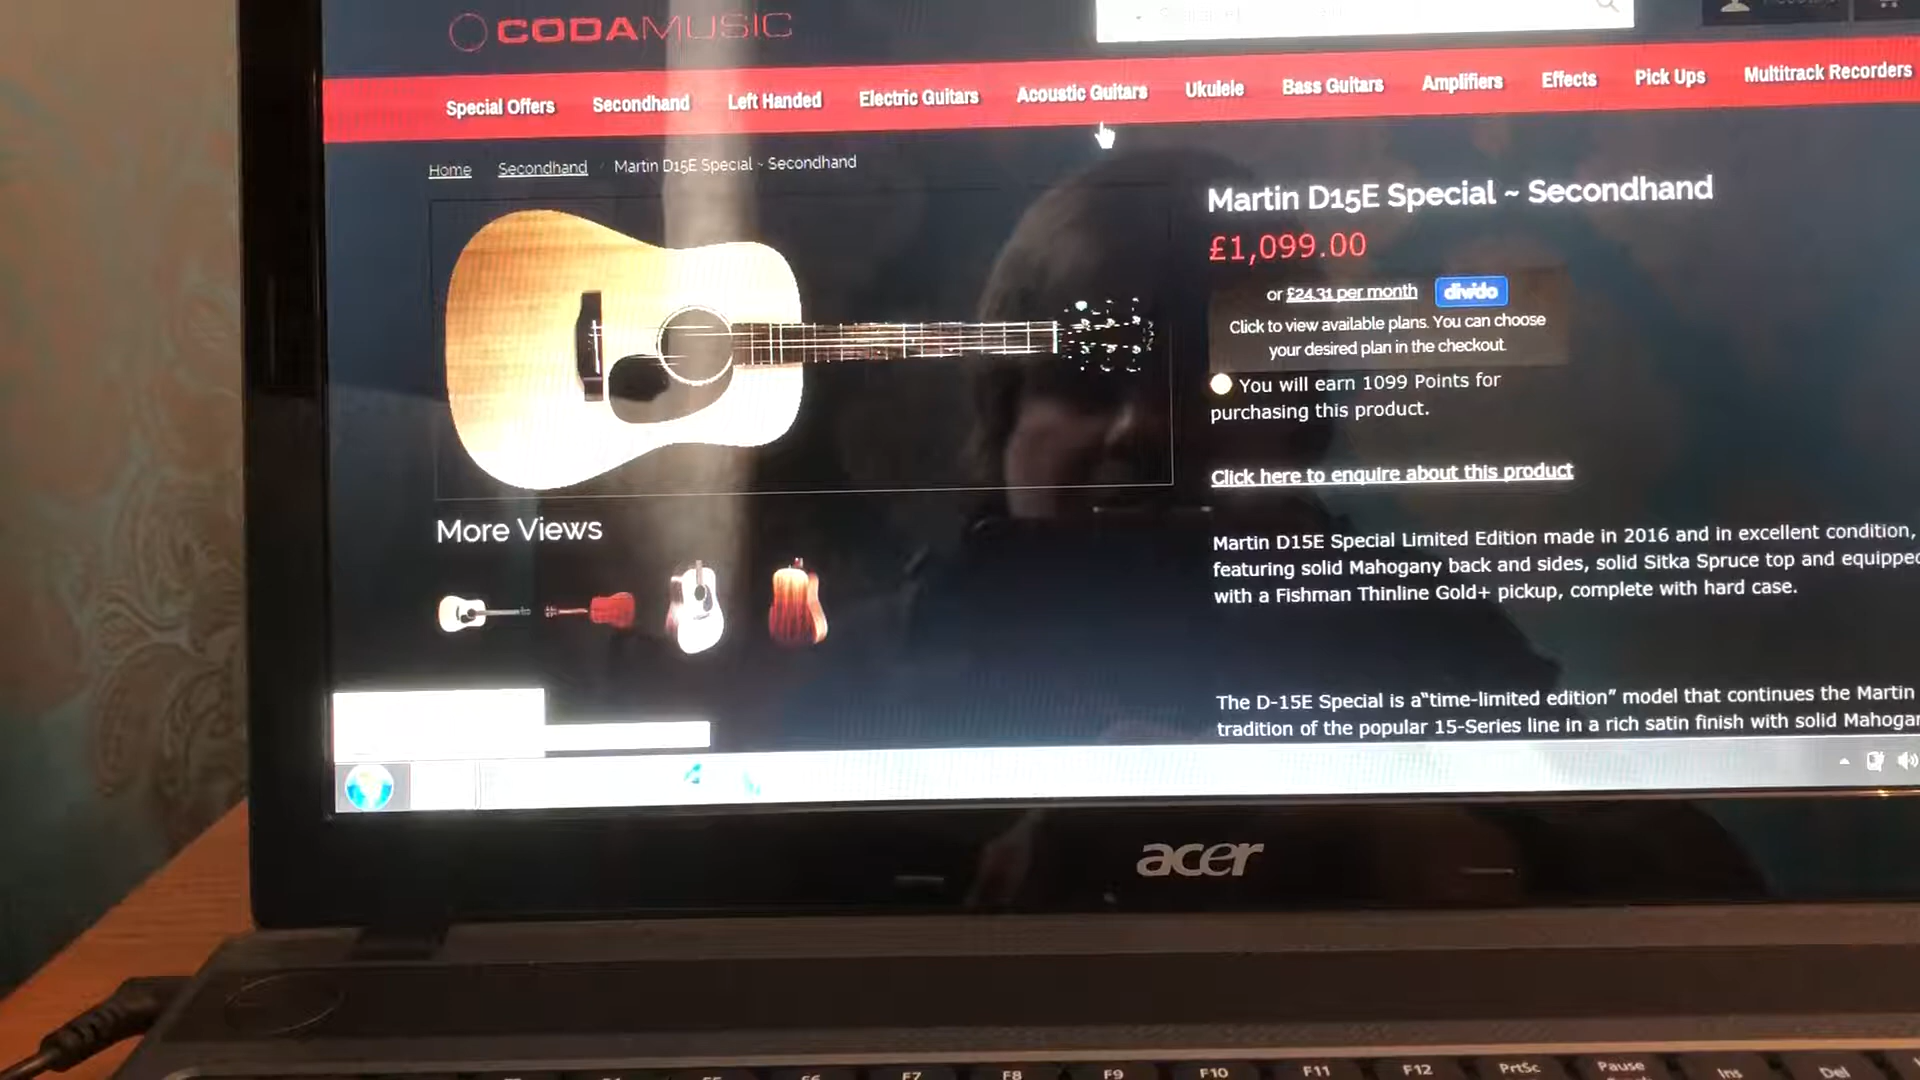 CODAMUSIC
Special Offers Secondhand Left Handed Electric Guitars Acoustic Guitars Ukulele Bass Guitars Amplifiers Effects Pick Ups Multitrack Recorders
Home Secondhand / Martin D15E Special ~ Secondhand
Martin D15E Special ~ Secondhand
£1,099.00
or £24.31 per month divido
Click to view available plans. You can choose
your desired plan in the checkout.
You will earn 1099 Points for
purchasing this product.
Click here to enquire about this product
More Views
Martin D15E Special Limited Edition made in 2016 and in excellent condition,
featuring solid Mahogany back and sides, solid Sitka Spruce top and equipped
with a Fishman Thinline Gold+ pickup, complete with hard case.
The D-15E Special is a“time-limited edition” model that continues the Martin
tradition of the popular 15-Series line in a rich satin finish with solid
acer
F7 F8 F9 F10 F11 F12 PrtSc Pause Ins Del